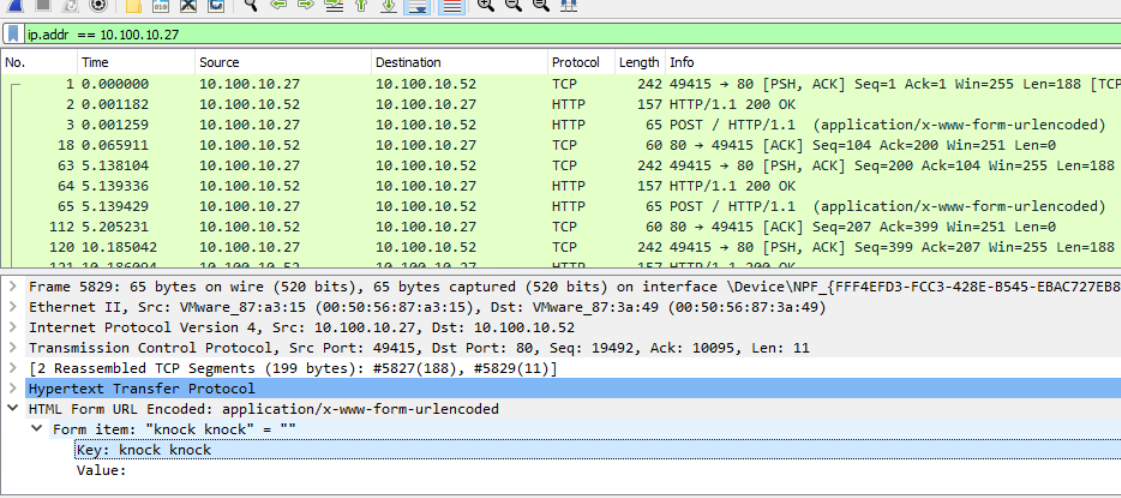 ip.addr == 10.100.10.27
No. Time Source Destination Protocol Length Info
1 0.000000 10.100.10.27 10.100.10.52 TCP 242 49415 → 80 [PSH, ACK] Seq=1 Ack=1 Win=255 Len=188 [TCP
2 0.001182 10.100.10.52 10.100.10.27 HTTP 157 HTTP/1.1 200 OK
3 0.001259 10.100.10.27 10.100.10.52 HTTP 65 POST / HTTP/1.1 (application/x-www-form-urlencoded)
18 0.065911 10.100.10.52 10.100.10.27 TCP 60 80 → 49415 [ACK] Seq=104 Ack=200 Win=251 Len=0
63 5.138104 10.100.10.27 10.100.10.52 TCP 242 49415 → 80 [PSH, ACK] Seq=200 Ack=104 Win=255 Len=188
64 5.139336 10.100.10.52 10.100.10.27 HTTP 157 HTTP/1.1 200 OK
65 5.139429 10.100.10.27 10.100.10.52 HTTP 65 POST / HTTP/1.1 (application/x-www-form-urlencoded)
112 5.205231 10.100.10.52 10.100.10.27 TCP 60 80 → 49415 [ACK] Seq=207 Ack=399 Win=251 Len=0
120 10.185042 10.100.10.27 10.100.10.52 TCP 242 49415 → 80 [PSH, ACK] Seq=399 Ack=207 Win=255 Len=188
121 10.186094 10.100.10.52 10.100.10.27 HTTP 157 HTTP/1.1 200 OK
Frame 5829: 65 bytes on wire (520 bits), 65 bytes captured (520 bits) on interface \Device\NPF_{FFF4EFD3-FCC3-428E-B545-EBAC727EB8
Ethernet II, Src: VMware_87:a3:15 (00:50:56:87:a3:15), Dst: VMware_87:3a:49 (00:50:56:87:3a:49)
Internet Protocol Version 4, Src: 10.100.10.27, Dst: 10.100.10.52
Transmission Control Protocol, Src Port: 49415, Dst Port: 80, Seq: 19492, Ack: 10095, Len: 11
[2 Reassembled TCP Segments (199 bytes): #5827(188), #5829(11)]
Hypertext Transfer Protocol
HTML Form URL Encoded: application/x-www-form-urlencoded
Form item: "knock knock" = ""
Key: knock knock
Value: